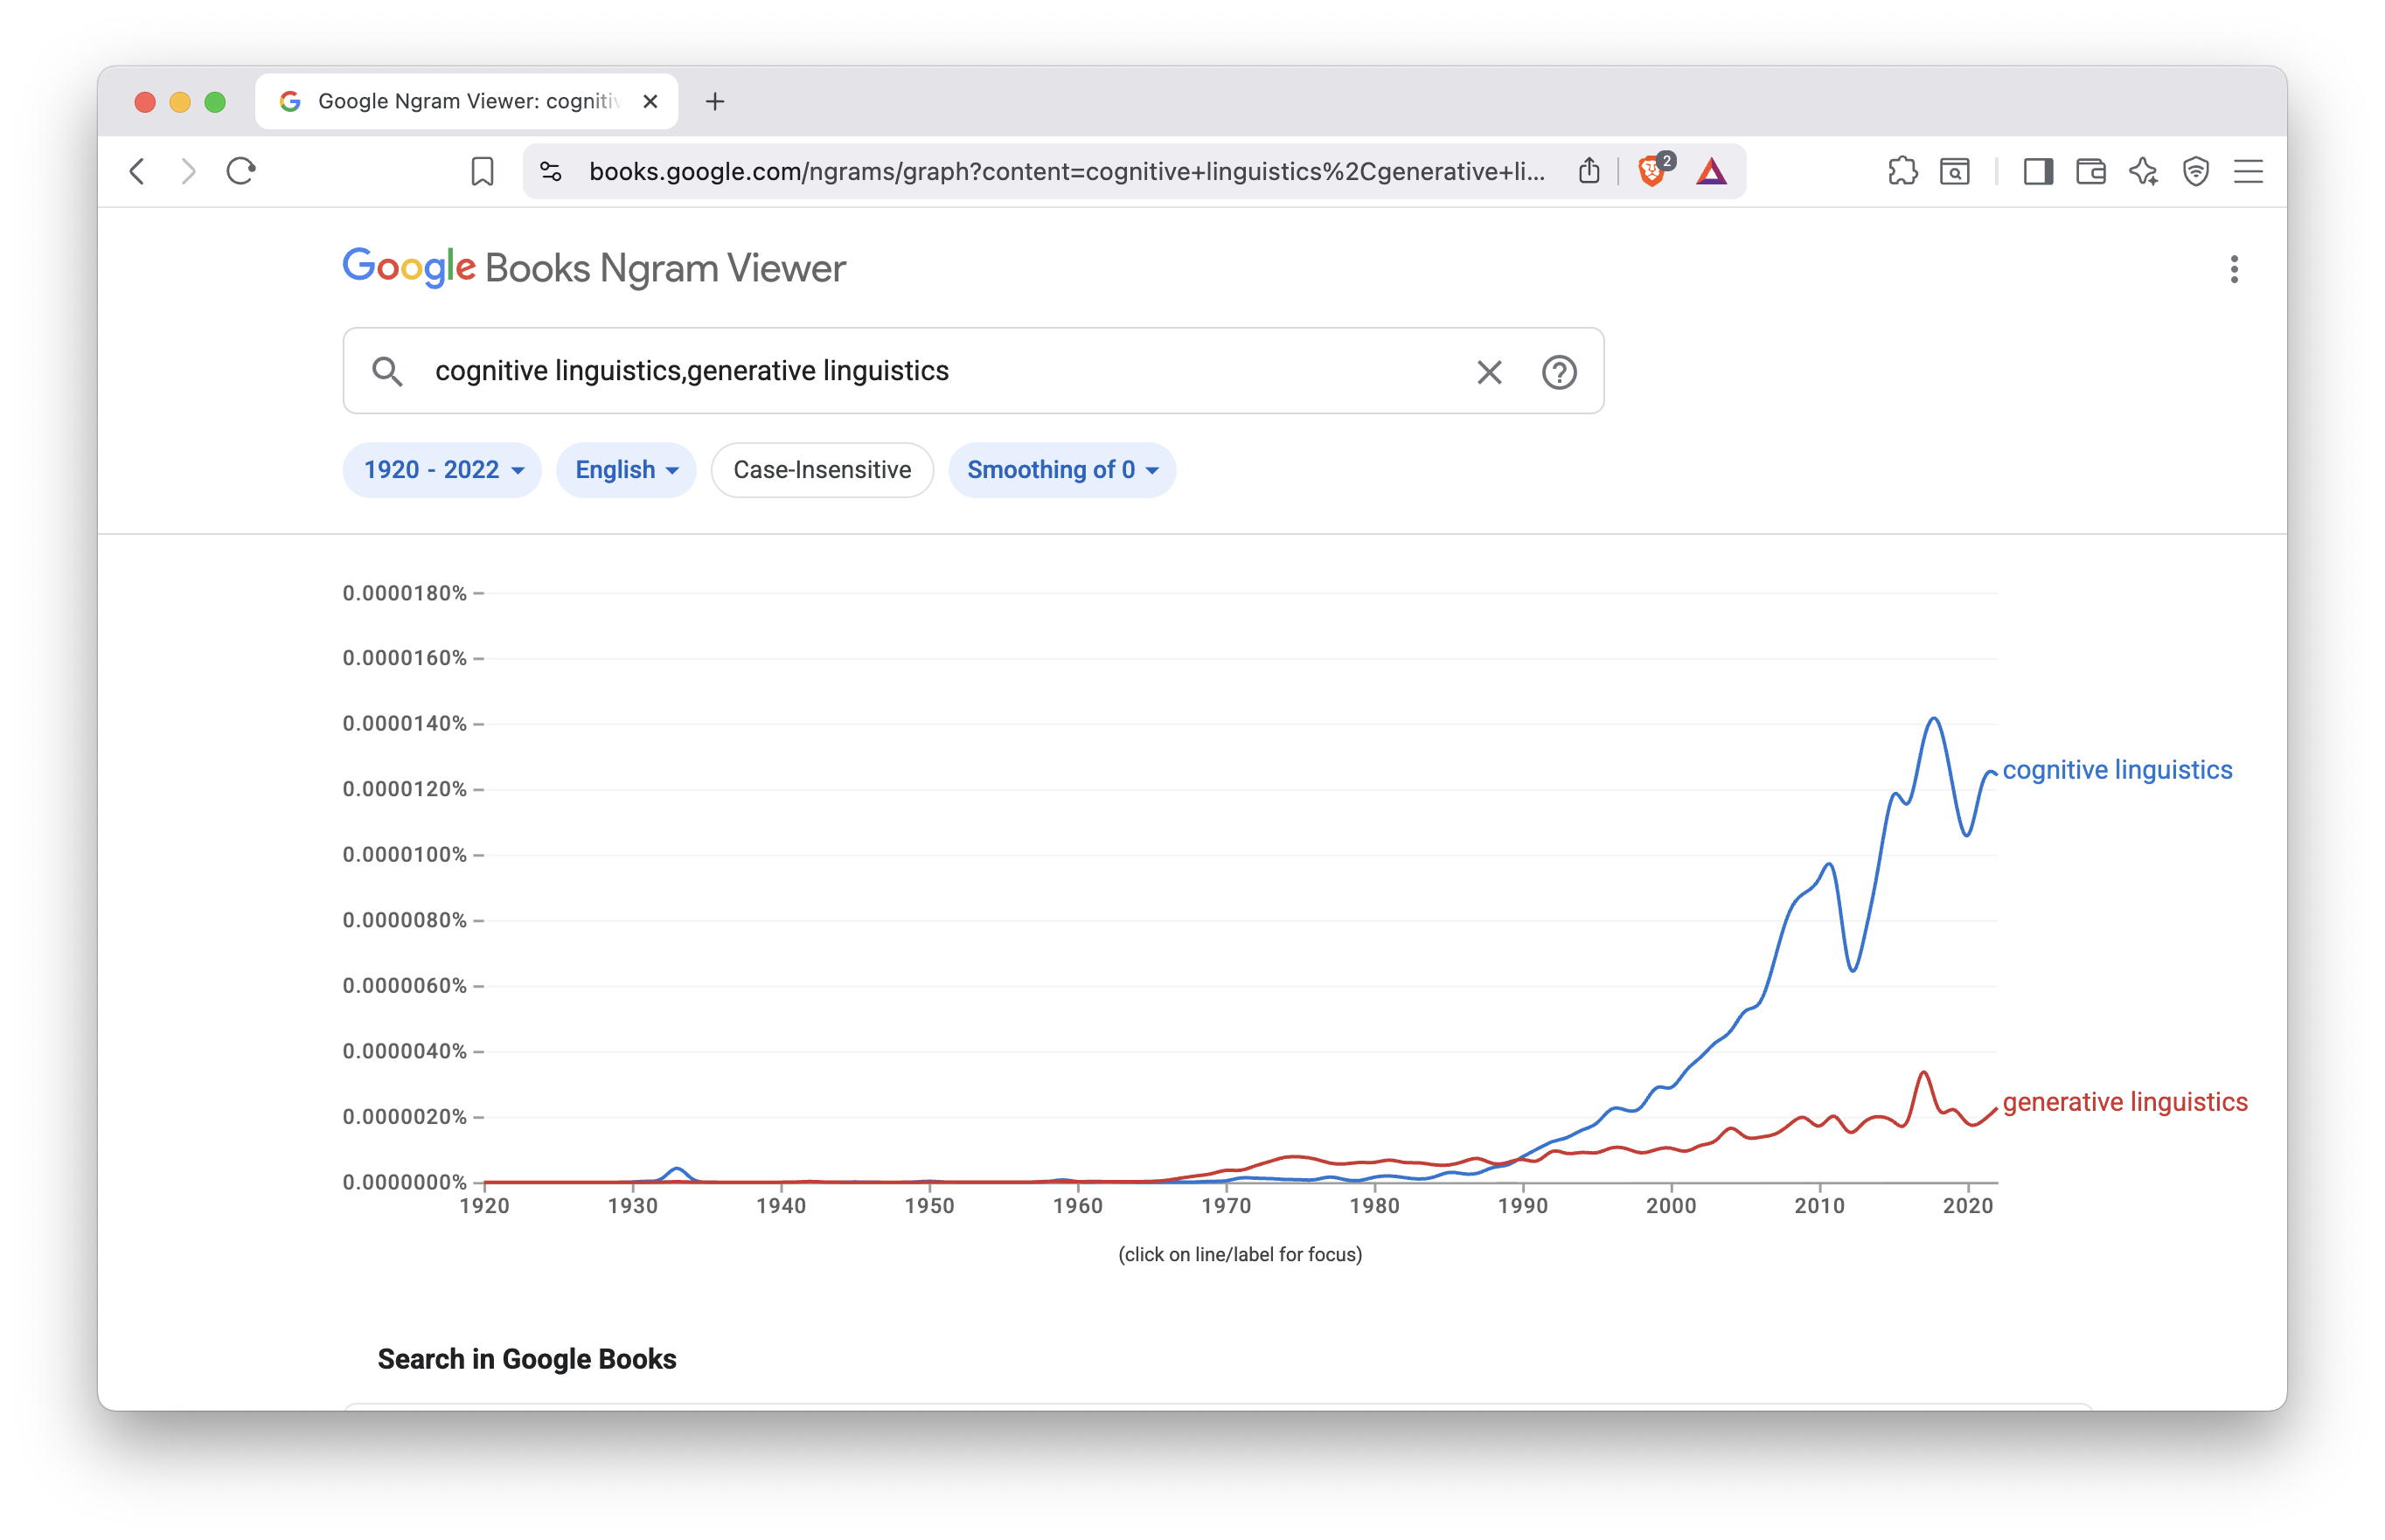 Google Ngram Viewer: cognitiv
books.google.com/ngrams/graph?content=cognitive+linguistics%2Cgenerative+li...
2
Google Books Ngram Viewer
cognitive linguistics,generative linguistics
1920 - 2022
English
Case-Insensitive
Smoothing of 0
0.0000180%
0.0000160%
0.0000140%
0.0000120%
0.0000100%
0.0000080%
0.0000060%
0.0000040%
0.0000020%
0.0000000%
cognitive linguistics
generative linguistics
1920 1930 1940 1950 1960 1970 1980 1990 2000 2010 2020
(click on line/label for focus)
Search in Google Books